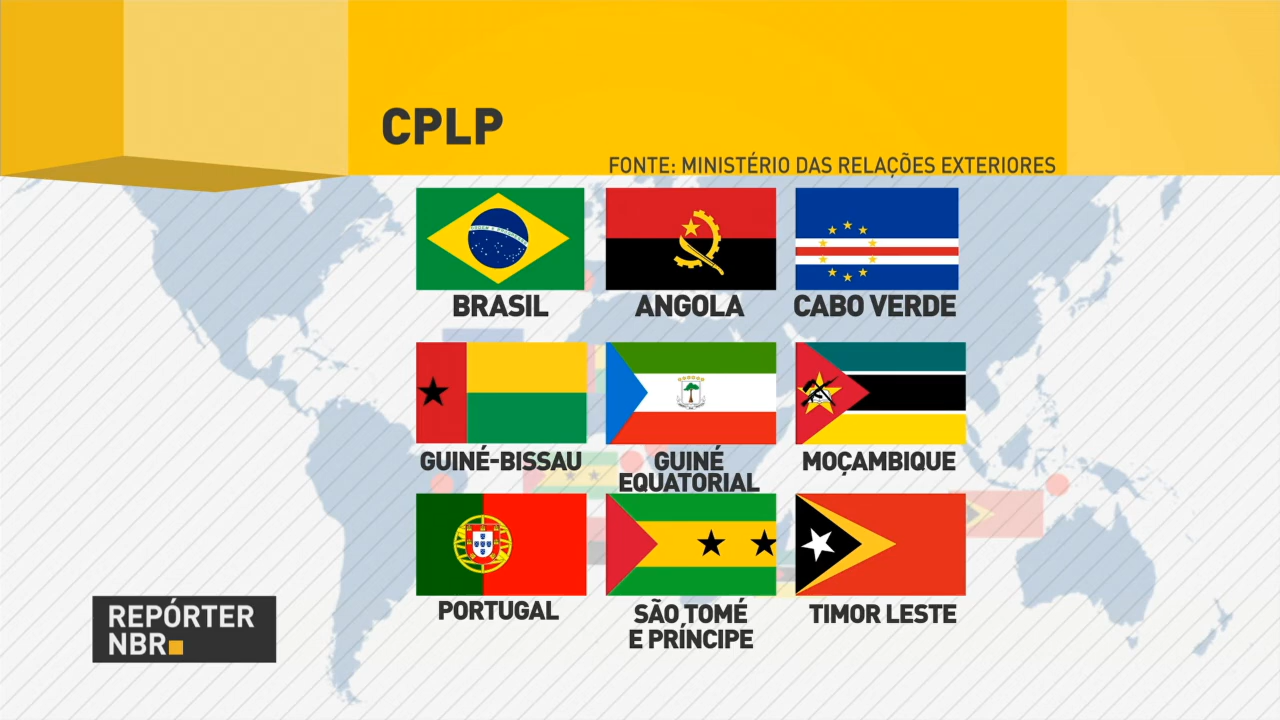 CPLP
FONTE: MINISTÉRIO DAS RELAÇÕES EXTERIORES
BRASIL
ANGOLA
CABO VERDE
GUINÉ-BISSAU
GUINÉ
EQUATORIAL
MOÇAMBIQUE
PORTUGAL
SÃO TOMÉ
E PRÍNCIPE
TIMOR LESTE
REPÓRTER
NBR